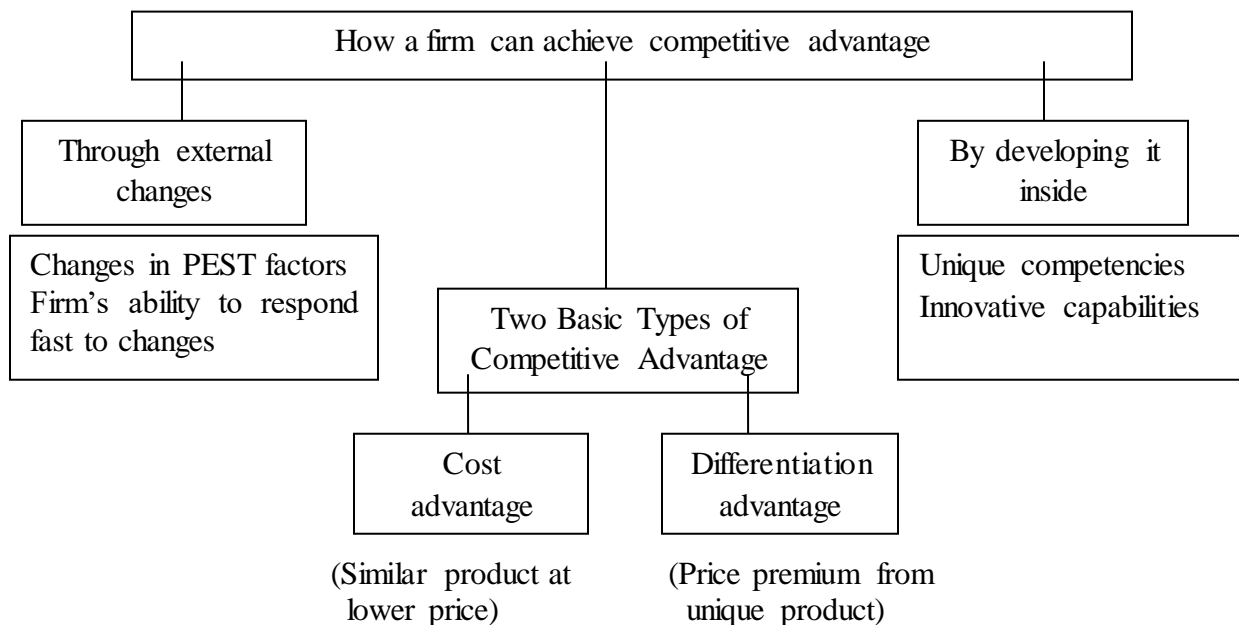 How a firm can achieve competitive advantage
Through external
changes
By developing it
inside
Changes in PEST factors
Firm's ability to respond
fast to changes
Unique competencies
Innovative capabilities
Two Basic Types of
Competitive Advantage
Cost
advantage
Differentiation
advantage
(Similar product at
lower price)
(Price premium from
unique product)